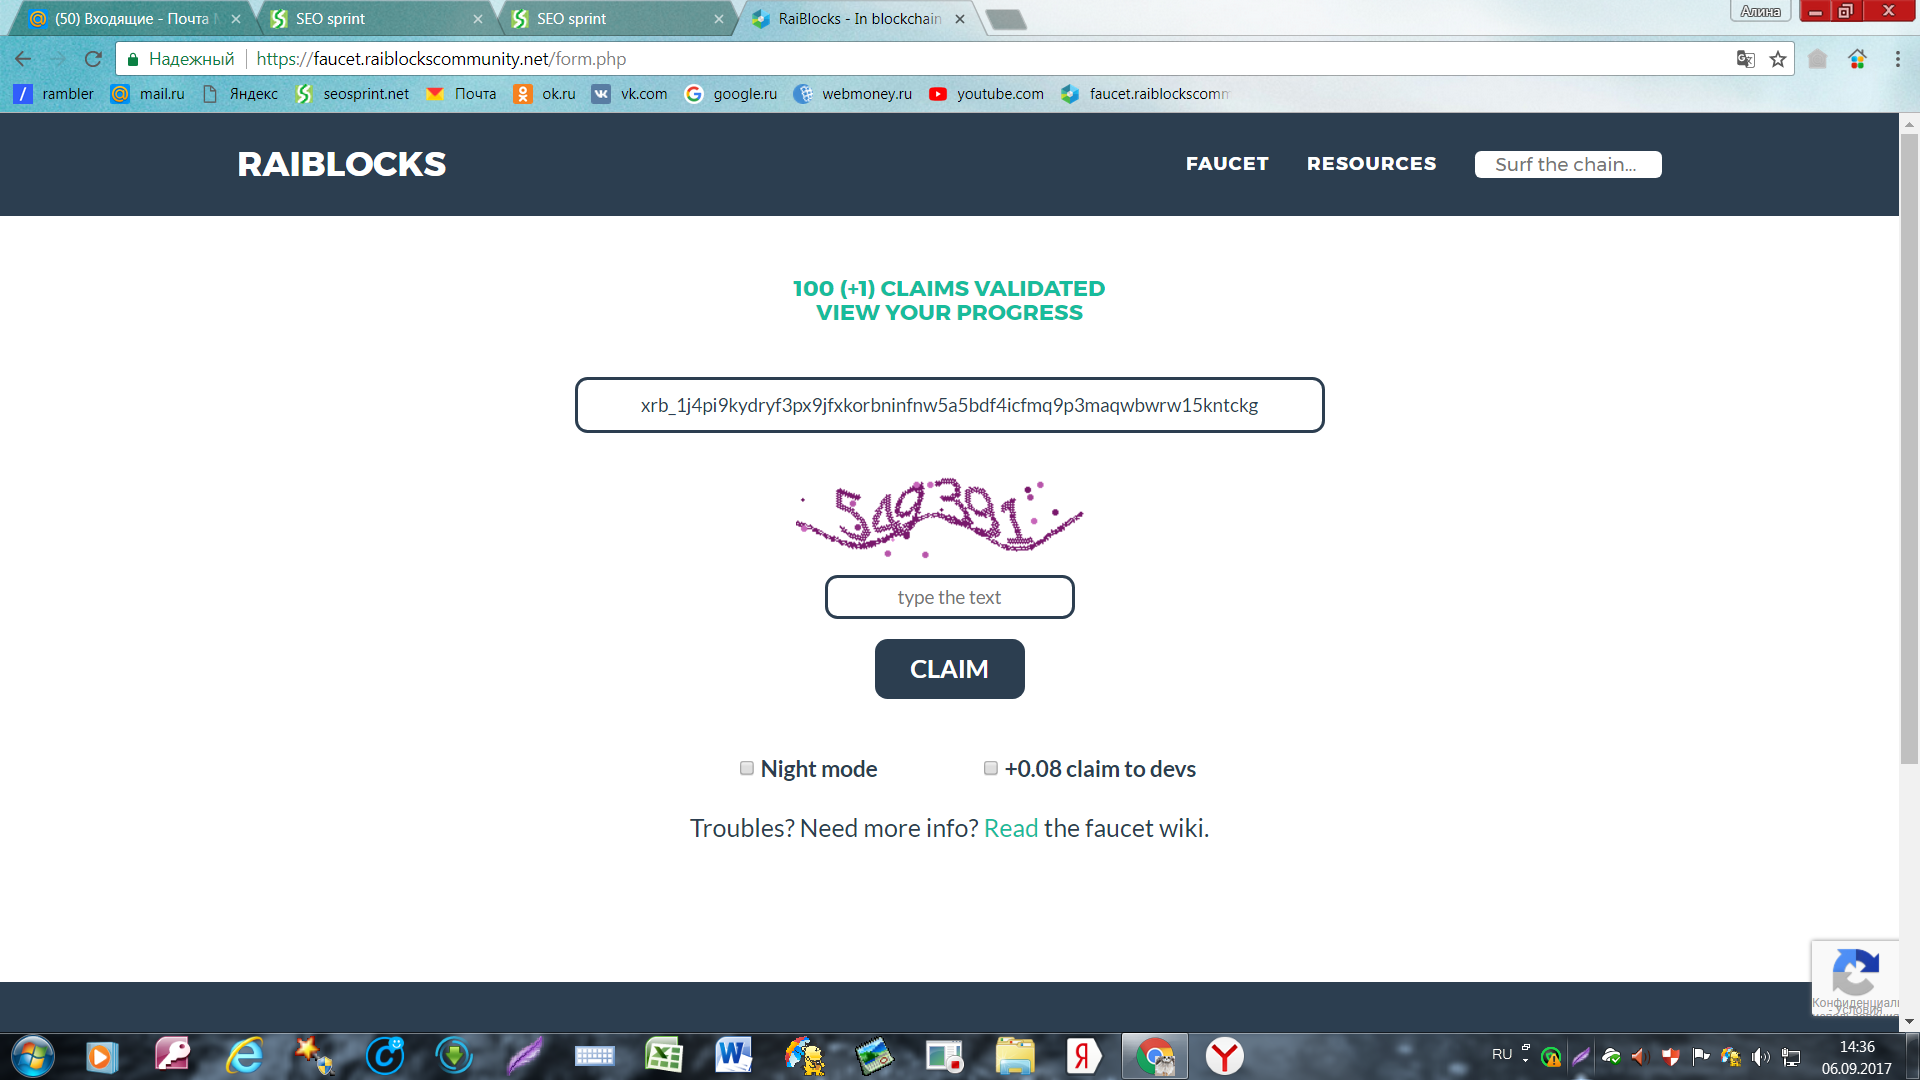 (50) Входящие - Почта
SEO sprint
SEO sprint
RaiBlocks - In blockchain
Алина
Надежный
https://faucet.raiblockscommunity.net/form.php
rambler
mail.ru
Яндекс
seosprint.net
Почта
ok.ru
vk.com
google.ru
webmoney.ru
youtube.com
faucet.raiblockscomm
RAIBLOCKS
FAUCET
RESOURCES
Surf the chain...
100 (+1) CLAIMS VALIDATED
VIEW YOUR PROGRESS
xrb_1j4pi9kydryf3px9jfxkorbninfnw5a5bdf4icfmq9p3maqwbwrw15kntckg
549391
type the text
CLAIM
Night mode
+0.08 claim to devs
Troubles? Need more info? Read the faucet wiki.
Конфиденциал
- Условия
RU
14:36
06.09.2017